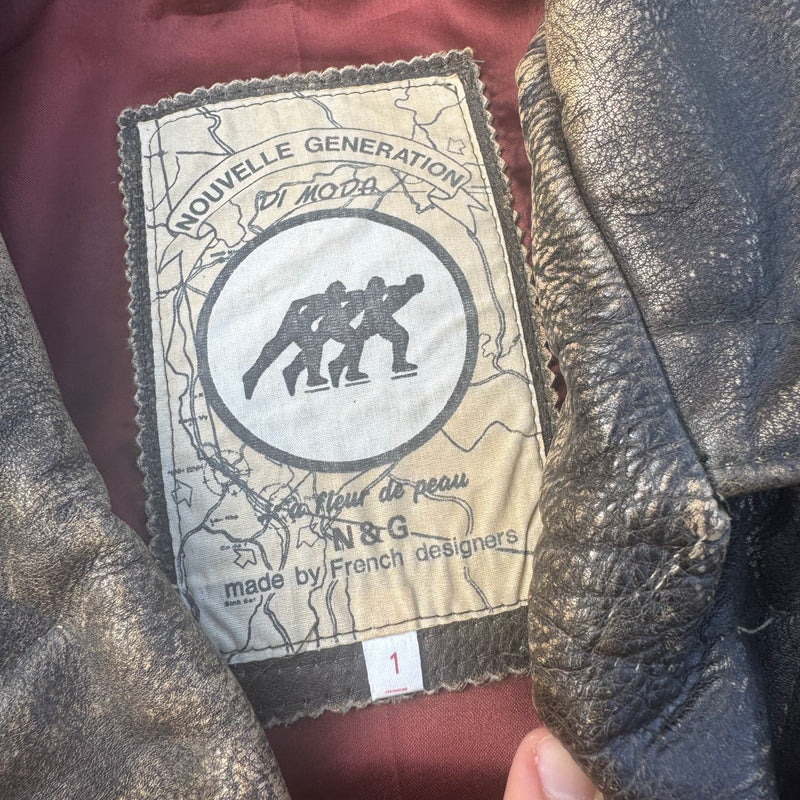 NOUVELLE GENERATION
DI MODA
à fleur de peau
N & G
made by French designers
1